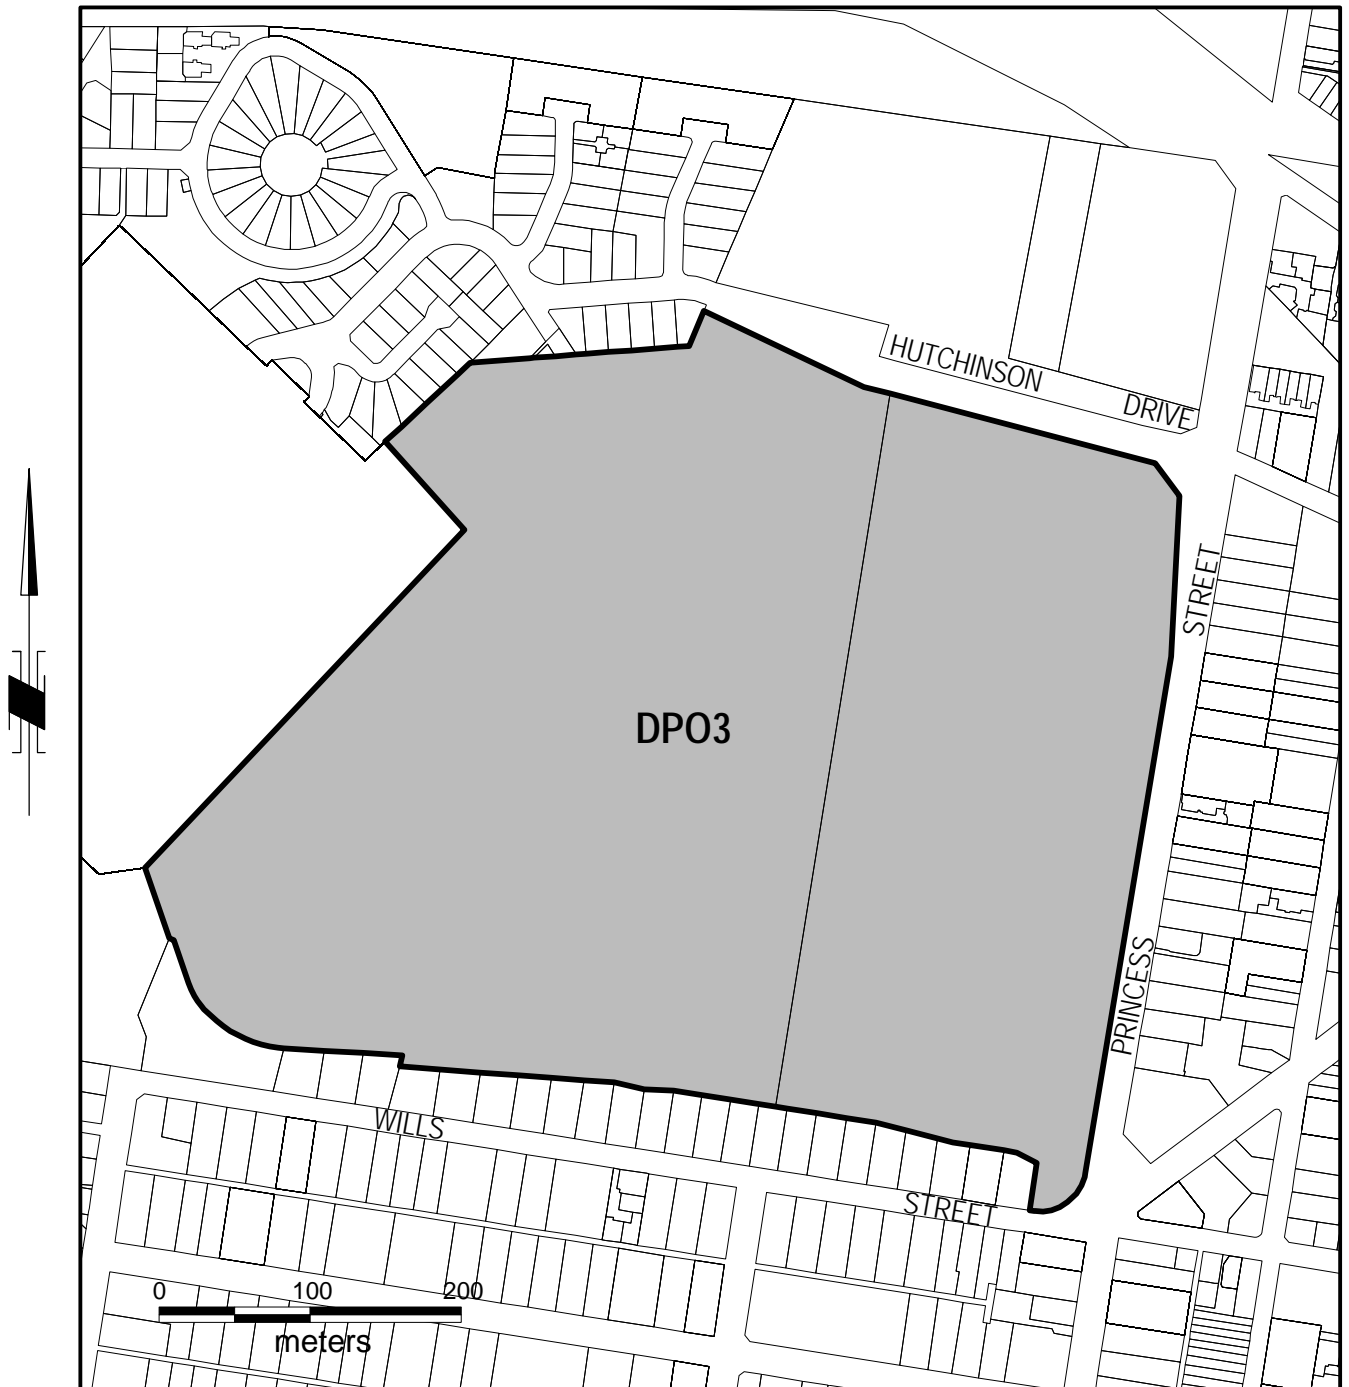 HUTCHINSON
DRIVE
STREET
DPO3
PRINCESS
WILLS
STREET
0 100 200
meters